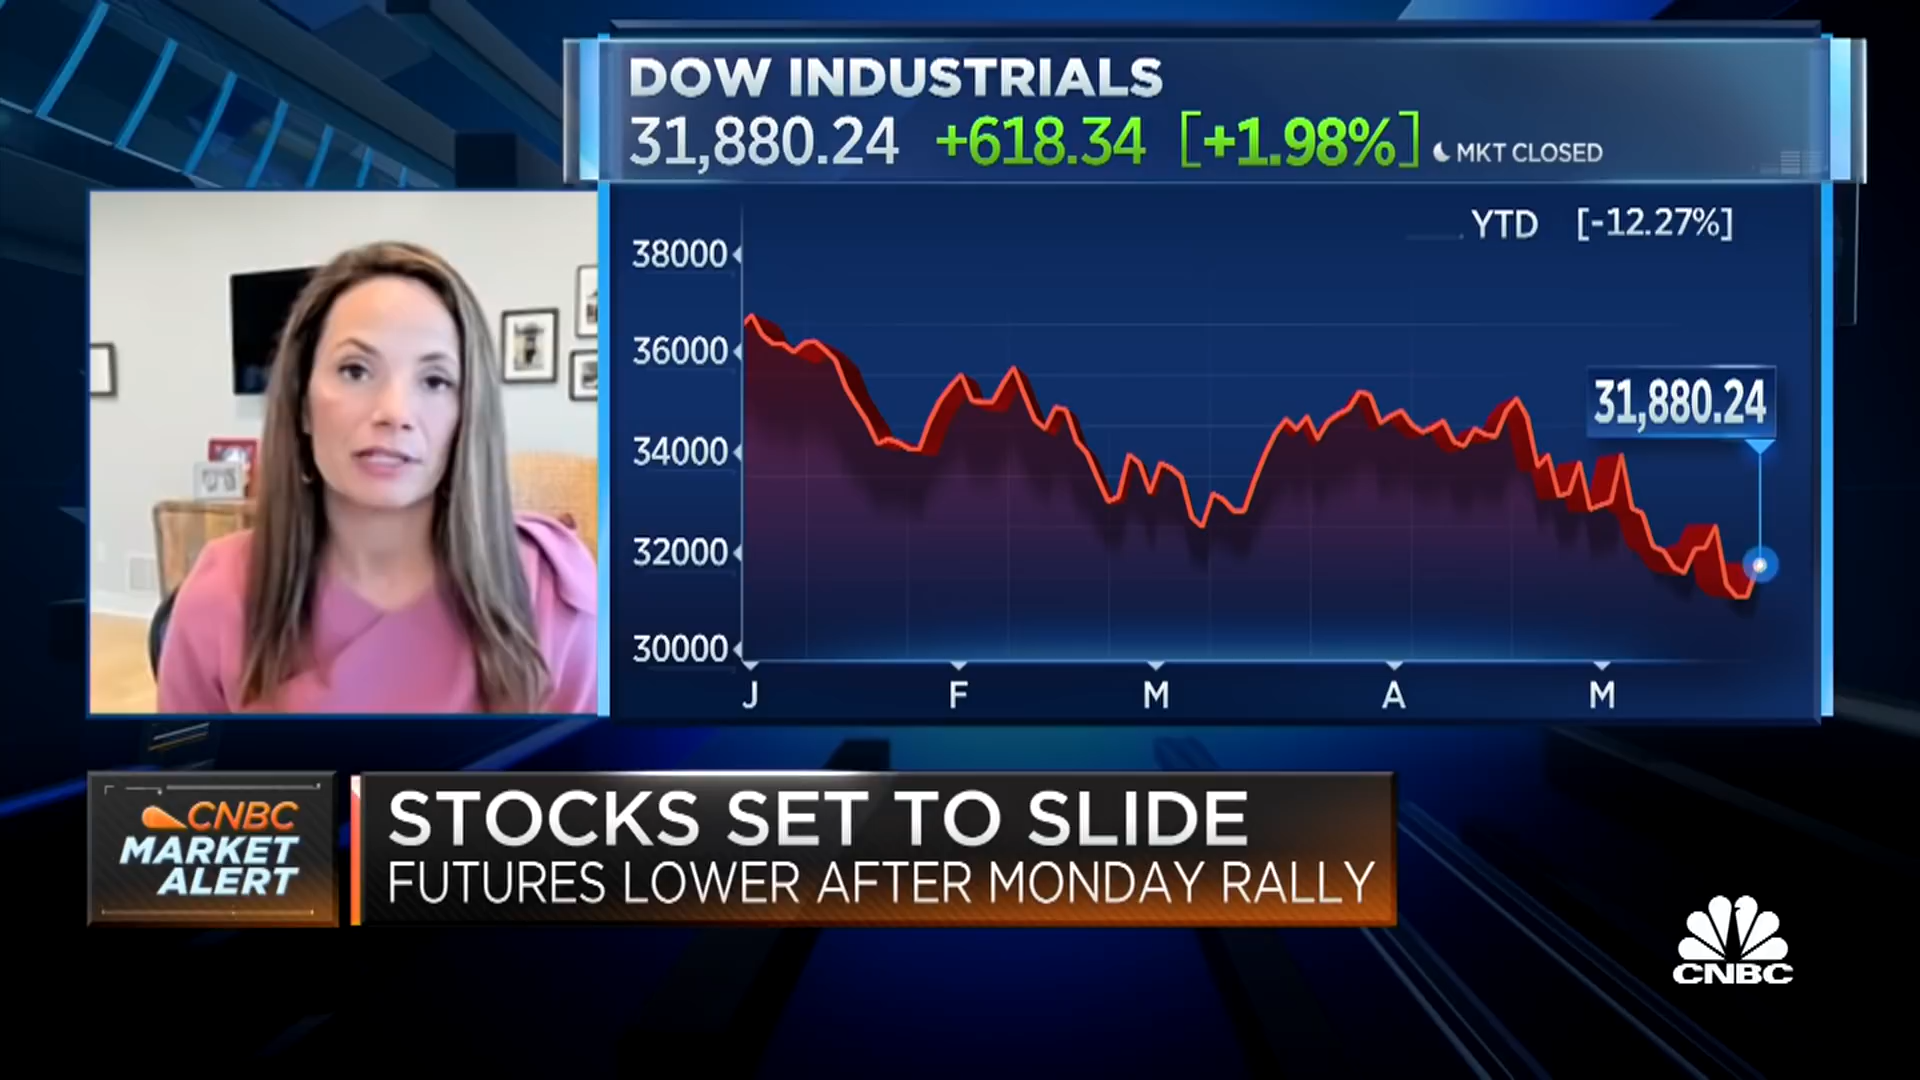 DOW INDUSTRIALS
31,880.24 +618.34 [+1.98%] MKT CLOSED
YTD [-12.27%]
38000
36000
34000
32000
30000
31,880.24
J F M A M
CNBC
MARKET
ALERT
STOCKS SET TO SLIDE
FUTURES LOWER AFTER MONDAY RALLY
CNBC